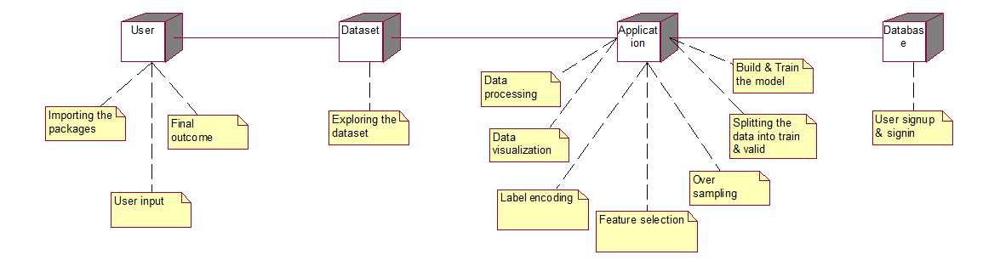 User
Dataset
Applicat
ion
Databas
e
Importing the
packages
User input
Final
outcome
Exploring the
dataset
Data
processing
Data
visualization
Label encoding
Feature selection
Over
sampling
Splitting the
data into train
& valid
Build & Train
the model
User signup
& signin